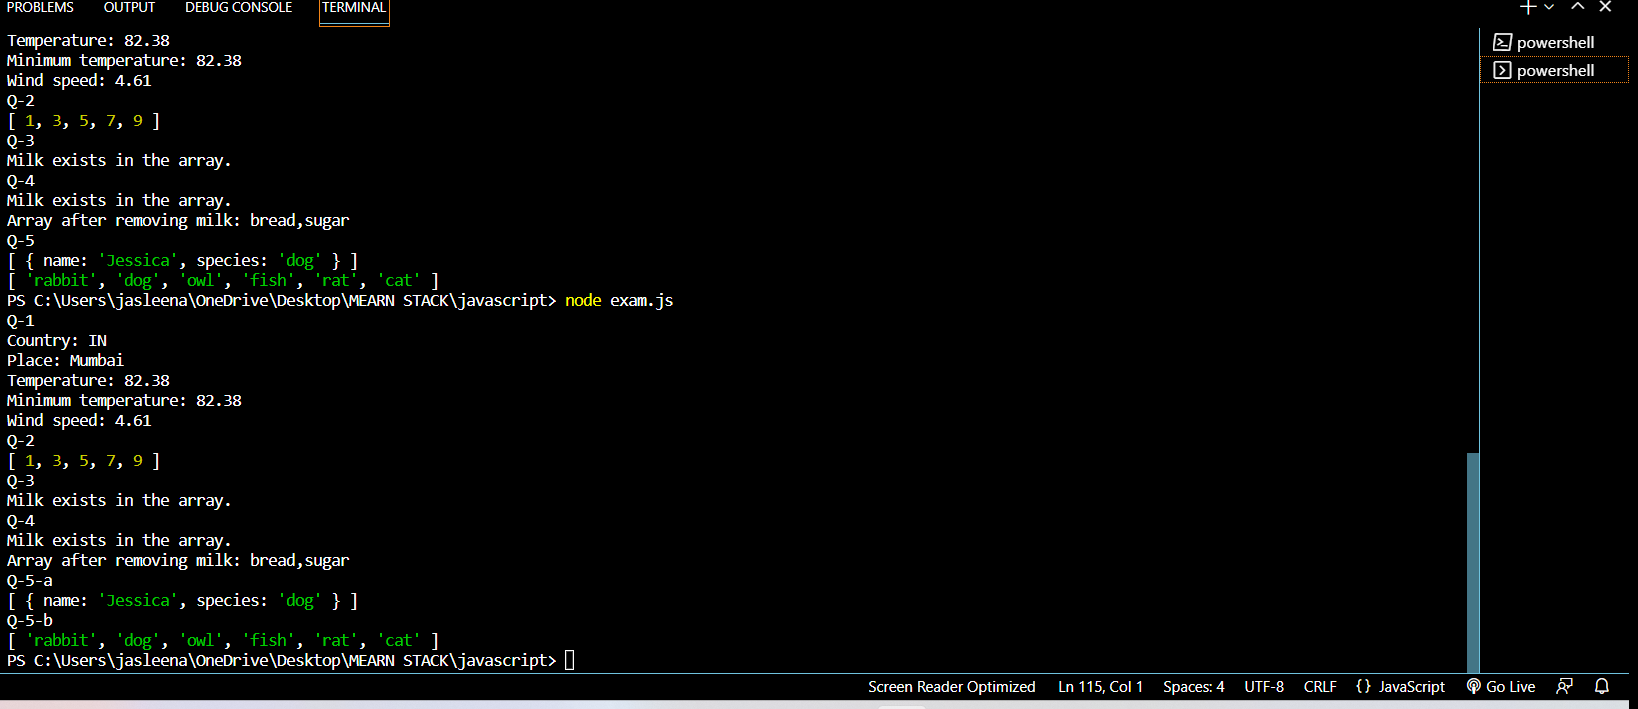 PROBLEMS OUTPUT DEBUG CONSOLE TERMINAL
Temperature: 82.38
Minimum temperature: 82.38
Wind speed: 4.61
Q-2
[ 1, 3, 5, 7, 9 ]
Q-3
Milk exists in the array.
Q-4
Milk exists in the array.
Array after removing milk: bread,sugar
Q-5
[ { name: 'Jessica', species: 'dog' } ]
[ 'rabbit', 'dog', 'owl', 'fish', 'rat', 'cat' ]
PS C:\Users\jasleena\OneDrive\Desktop\MEARN STACK\javascript> node exam.js
Q-1
Country: IN
Place: Mumbai
Temperature: 82.38
Minimum temperature: 82.38
Wind speed: 4.61
Q-2
[ 1, 3, 5, 7, 9 ]
Q-3
Milk exists in the array.
Q-4
Milk exists in the array.
Array after removing milk: bread,sugar
Q-5-a
[ { name: 'Jessica', species: 'dog' } ]
Q-5-b
[ 'rabbit', 'dog', 'owl', 'fish', 'rat', 'cat' ]
PS C:\Users\jasleena\OneDrive\Desktop\MEARN STACK\javascript>
powershell
powershell
Screen Reader Optimized Ln 115, Col 1 Spaces: 4 UTF-8 CRLF {} JavaScript Go Live